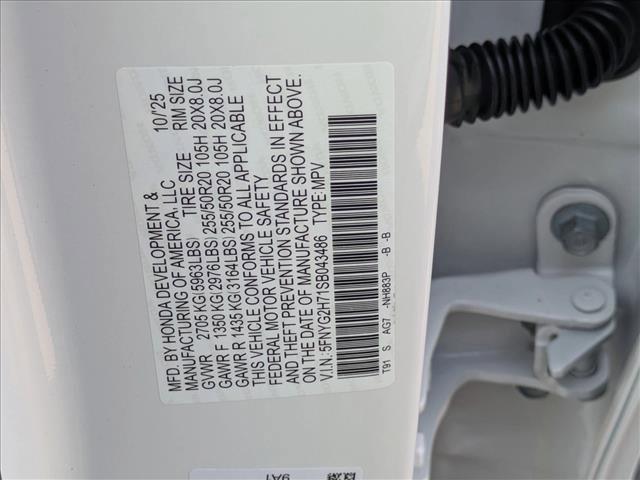 MFD. BY HONDA DEVELOPMENT & 10/25
MANUFACTURING OF AMERICA, LLC
TIRE SIZE RIM SIZE
GVWR 2705 KG(5963LBS)
GAWR F 1350 KG(2976LBS) 255/50R20 105H 20X8.0J
GAWR R 1435 KG(3164LBS) 255/50R20 105H 20X8.0J
THIS VEHICLE CONFORMS TO ALL APPLICABLE
FEDERAL MOTOR VEHICLE SAFETY
AND THEFT PREVENTION STANDARDS IN EFFECT
ON THE DATE OF MANUFACTURE SHOWN ABOVE.
V.I.N.:5FNYG2H71SB043486 TYPE:MPV
T91 S AG7 -NH883P -B -B
9A1